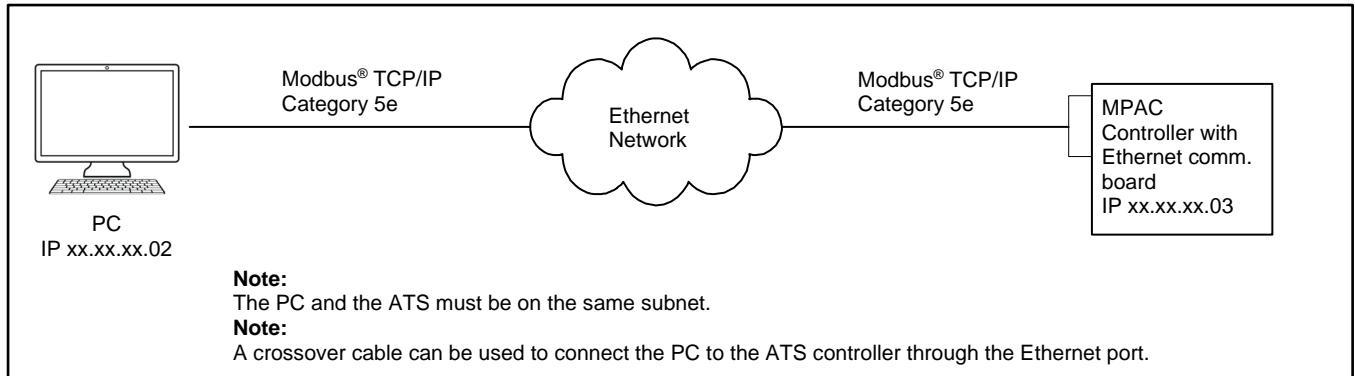 Modbus® TCP/IP
Category 5e
Ethernet
Network
Modbus® TCP/IP
Category 5e
MPAC
Controller with
Ethernet comm.
board
IP xx.xx.xx.03
PC
IP xx.xx.xx.02
Note:
The PC and the ATS must be on the same subnet.
Note:
A crossover cable can be used to connect the PC to the ATS controller through the Ethernet port.